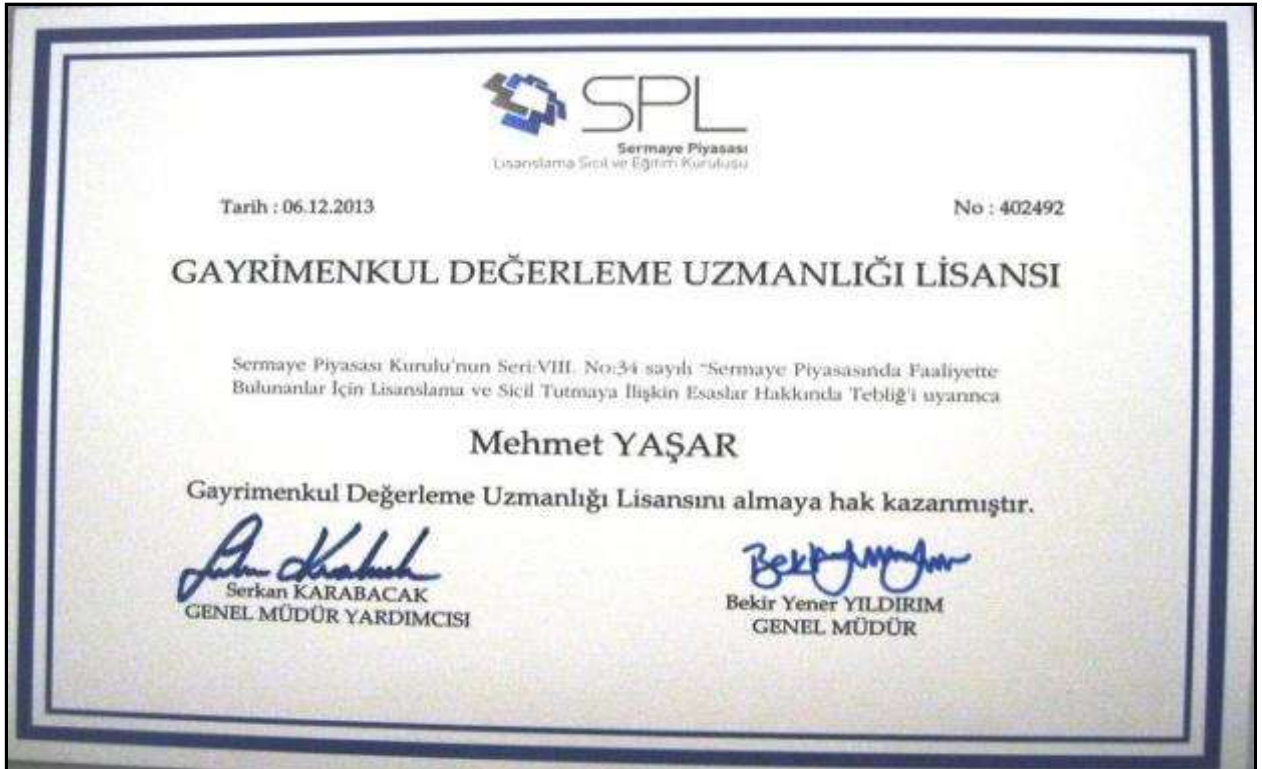 SPL
Sermaye Piyasası
Lisanslama Sicil ve Eğitim Kurulusu
Tarih : 06.12.2013
No : 402492
GAYRİMENKUL DEĞERLEME UZMANLIĞI LİSANSI
Sermaye Piyasası Kurulu'nun Seri:VIII. No:34 sayılı "Sermaye Piyasasında Faaliyette
Bulunanlar İçin Lisanslama ve Sicil Tutmaya İlişkin Esaslar Hakkında Tebliğ'i uyarınca
Mehmet YAŞAR
Gayrimenkul Değerleme Uzmanlığı Lisansını almaya hak kazanmıştır.
Serkan KARABACAK
GENEL MÜDÜR YARDIMCISI
Bekir Yener YILDIRIM
GENEL MÜDÜR